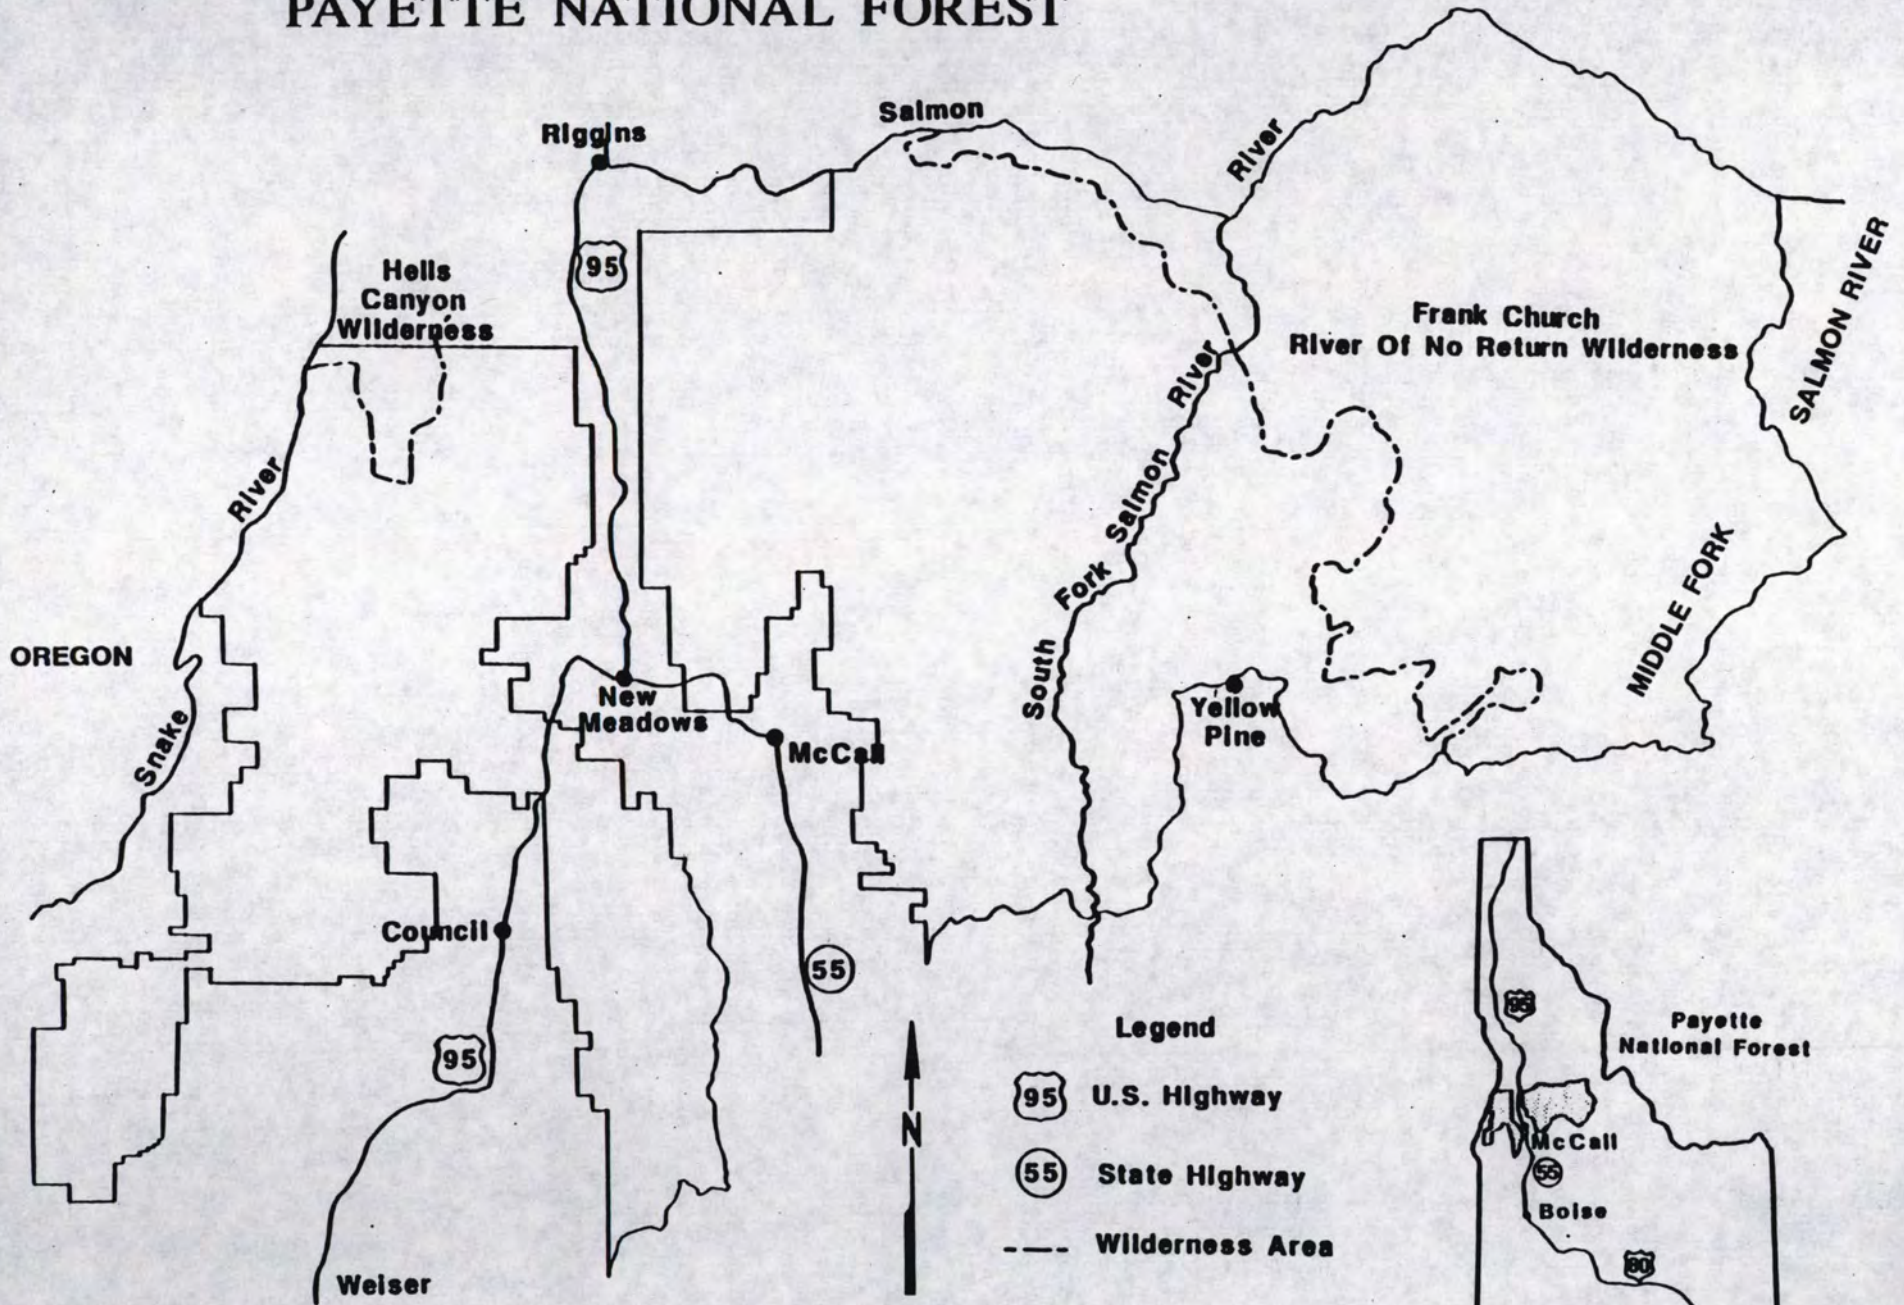 PAYETTE NATIONAL FOREST
Salmon
River
Riggins
95
Hells
Canyon
Wilderness
Frank Church
River Of No Return Wilderness
SALMON RIVER
River
Snake
OREGON
South Fork Salmon River
MIDDLE FORK
New
Meadows
McCall
Yellow
Pine
Council
55
95
Weiser
N
Legend
95 U.S. Highway
55 State Highway
Wilderness Area
95
Payette
National Forest
McCall
55
Boise
80